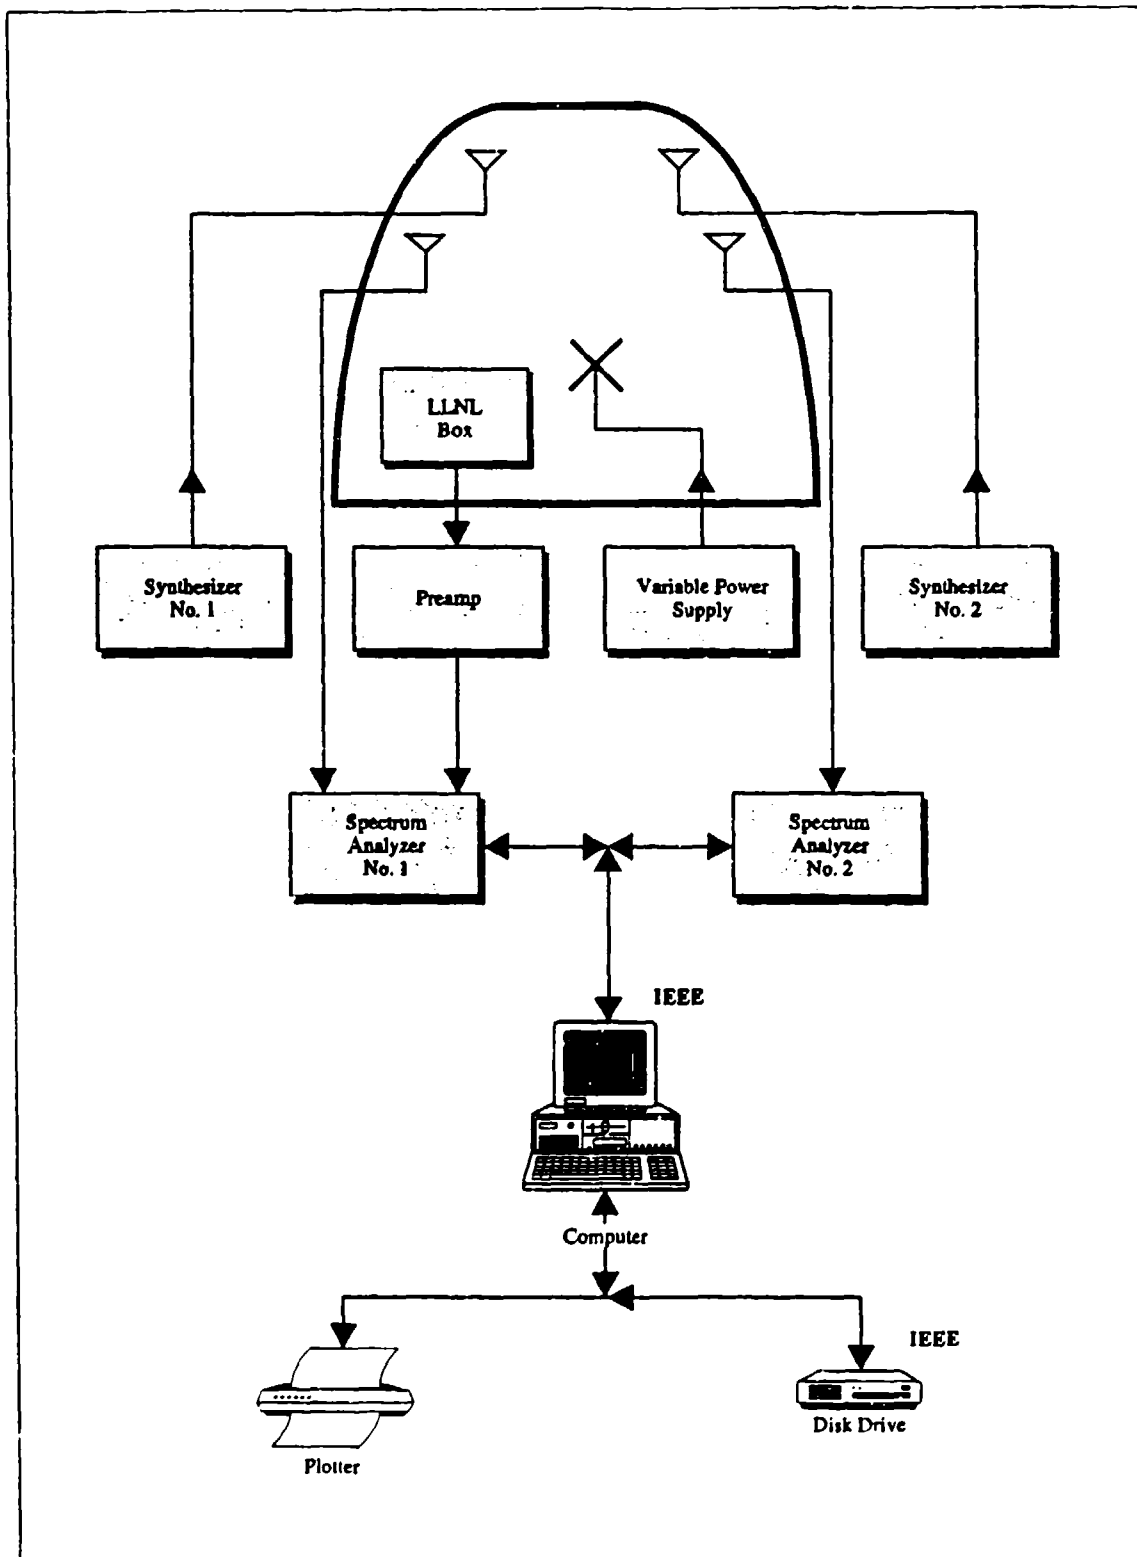 LLNL
Box
Synthesizer
No. 1
Preamp
Variable Power
Supply
Synthesizer
No. 2
Spectrum
Analyzer
No. 1
Spectrum
Analyzer
No. 2
IEEE
Computer
IEEE
Disk Drive
Plotter